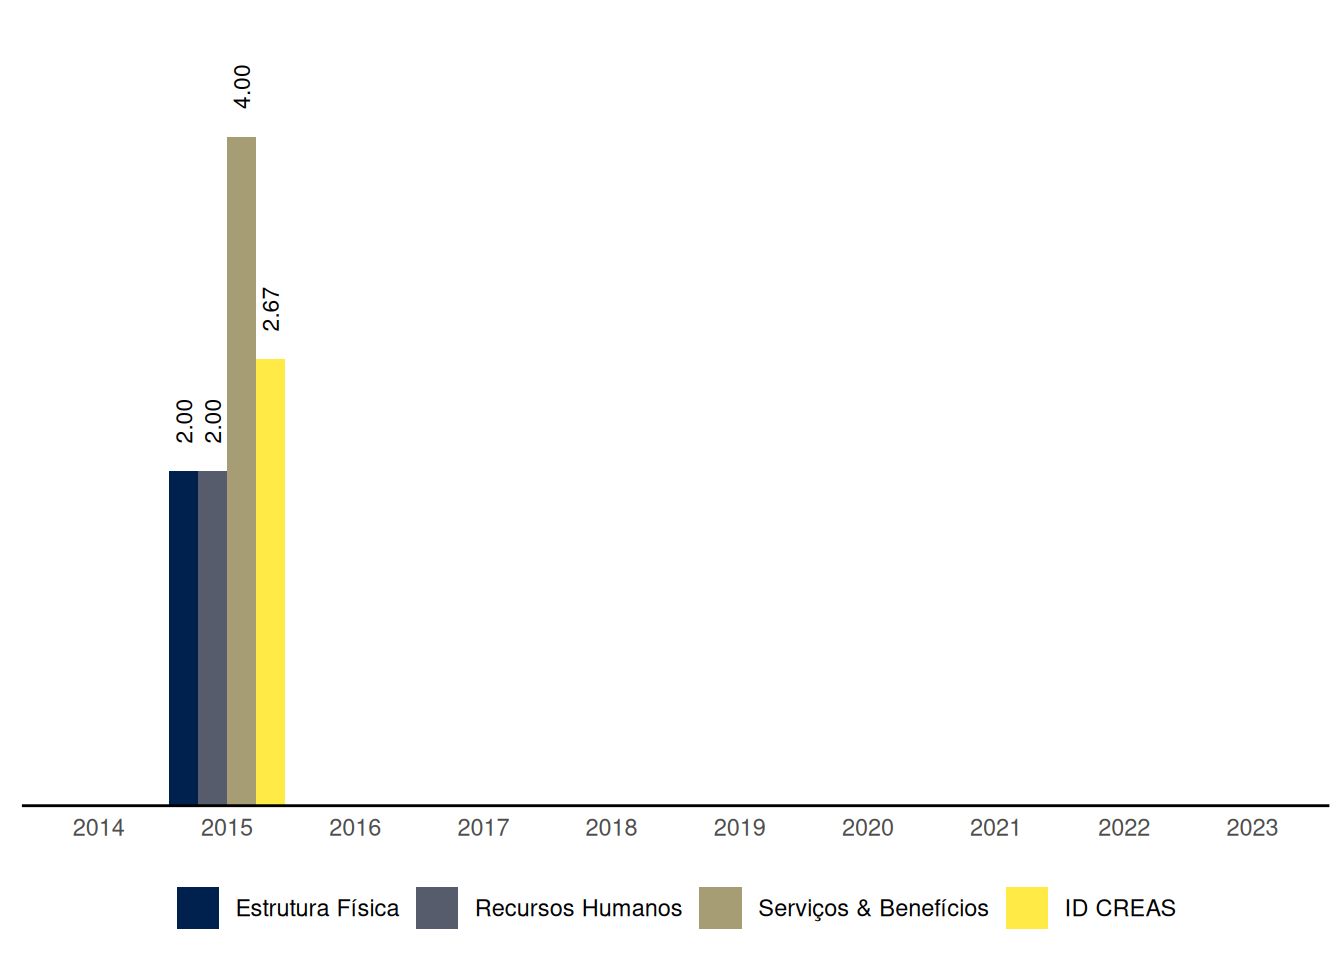 4.00
2.67
2.00 2.00
2014 2015 2016 2017 2018 2019 2020 2021 2022 2023
Estrutura Física Recursos Humanos Serviços & Benefícios ID CREAS